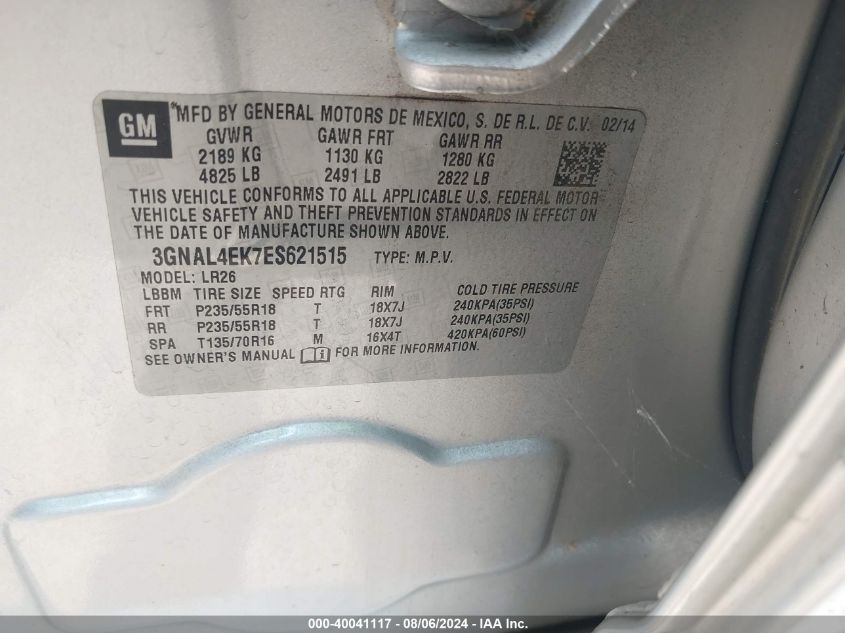 GM
"MFD BY GENERAL MOTORS DE MEXICO, S. DE R.L. DE C.V. 02/14
GVWR GAWR FRT GAWR RR
2189 KG 1130 KG 1280 KG
4825 LB 2491 LB 2822 LB
THIS VEHICLE CONFORMS TO ALL APPLICABLE U.S. FEDERAL MOTOR
VEHICLE SAFETY AND THEFT PREVENTION STANDARDS IN EFFECT ON
THE DATE OF MANUFACTURE SHOWN ABOVE.
3GNAL4EK7ES621515 TYPE: M.P.V.
MODEL: LR26
LBBM TIRE SIZE SPEED RTG RIM COLD TIRE PRESSURE
FRT P235/55R18 T 18X7J 240KPA(35PSI)
RR P235/55R18 T 18X7J 240KPA(35PSI)
SPA T135/70R16 M 16X4T 420KPA(60PSI)
SEE OWNER'S MANUAL FOR MORE INFORMATION.
000-40041117 - 08/06/2024 - IAA Inc.